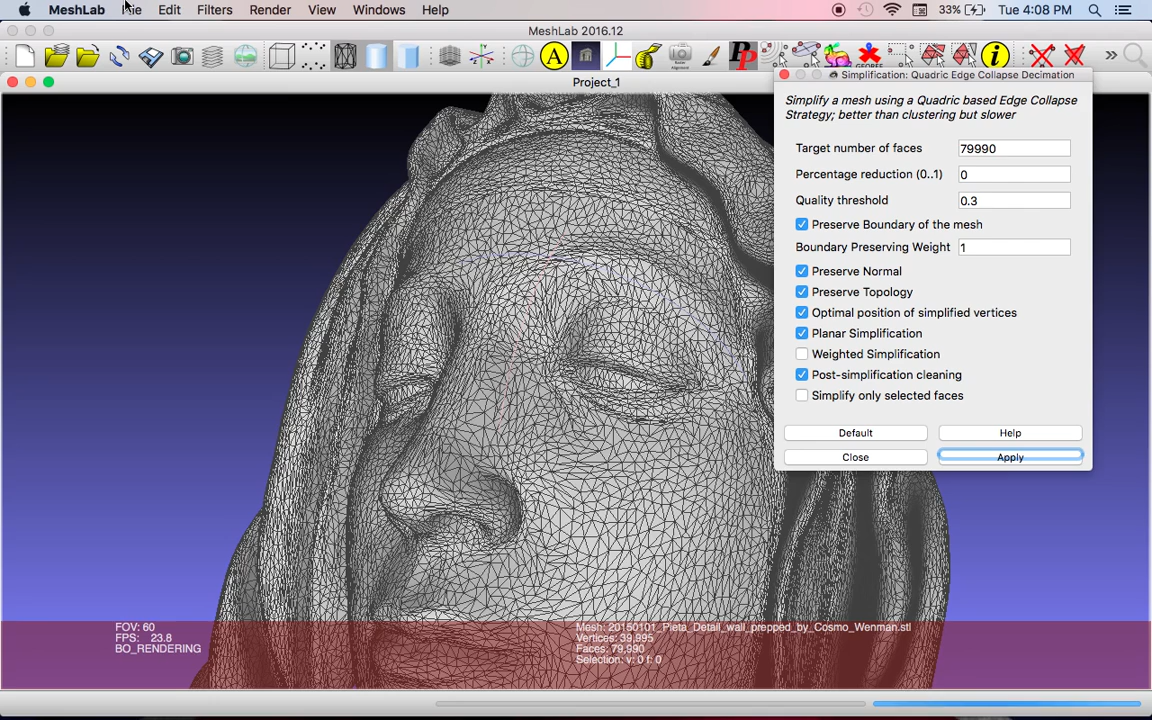 MeshLab File Edit Filters Render View Windows Help 33% Tue 4:08 PM
MeshLab 2016.12
A
i
»
Project_1
Simplification: Quadric Edge Collapse Decimation
Simplify a mesh using a Quadric based Edge Collapse
Strategy; better than clustering but slower
Target number of faces 79990
Percentage reduction (0..1) 0
Quality threshold 0.3
Preserve Boundary of the mesh
Boundary Preserving Weight 1
Preserve Normal
Preserve Topology
Optimal position of simplified vertices
Planar Simplification
Weighted Simplification
Post-simplification cleaning
Simplify only selected faces
Default Help
Close Apply
FOV: 60
FPS: 23.8
BO_RENDERING
Mesh: 20150101_Pieta_Detail_wall_prepped_by_Cosmo_Wenman.stl
Vertices: 39,995
Faces: 79,990
Selection: v: 0 f: 0